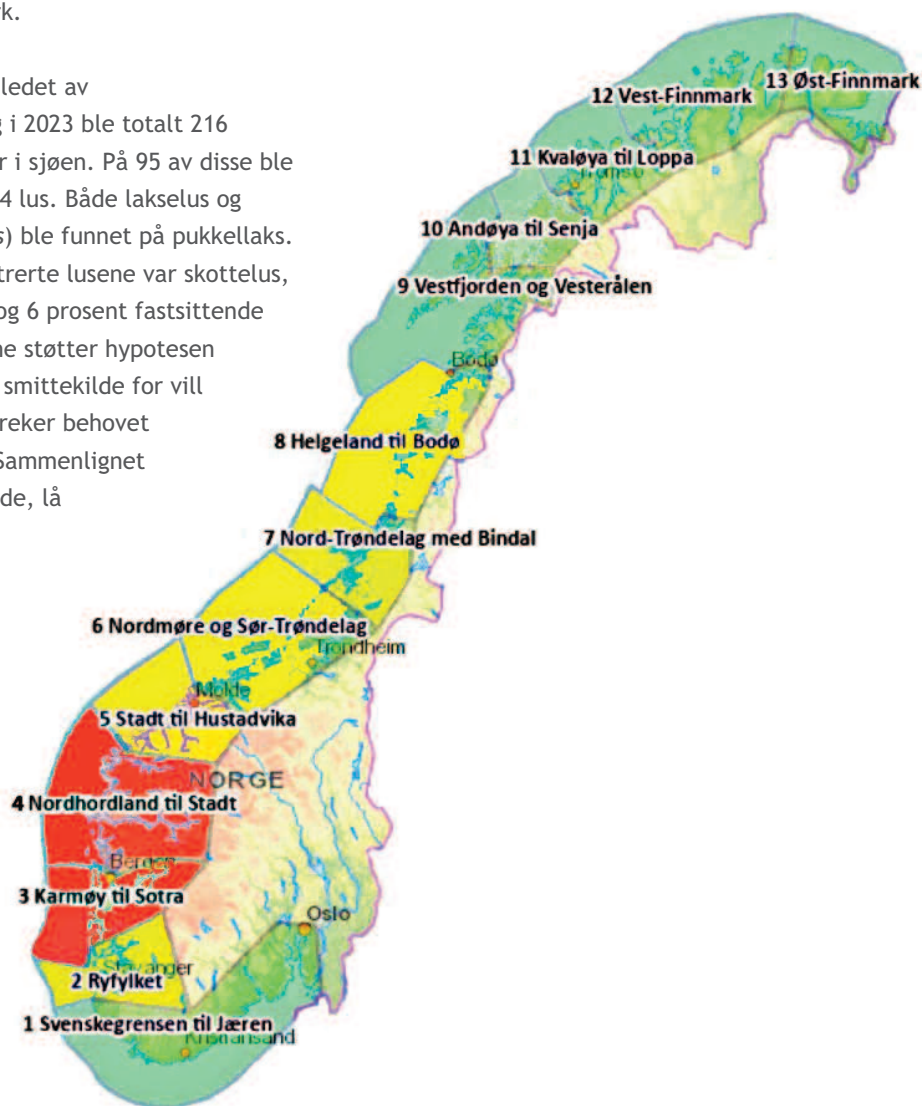 rk.
ledet av
g i 2023 ble totalt 216
r i sjøen. På 95 av disse ble
4 lus. Både lakselus og
s) ble funnet på pukkellaks.
trerte lusene var skottelus,
og 6 prosent fastsittende
ne støtter hypotesen
smittekilde for vill
reker behovet
Sammenlignet
de, lå
13 Øst-Finnmark
12 Vest-Finnmark
11 Kvaløya til Loppa
Tromsø
10 Andøya til Senja
9 Vestfjorden og Vesterålen
Bodø
8 Helgeland til Bodø
7 Nord-Trøndelag med Bindal
6 Nordmøre og Sør-Trøndelag
Trondheim
Molde
5 Stadt til Hustadvika
NORGE
4 Nordhordland til Stadt
Bergen
3 Karmøy til Sotra
Oslo
Stavanger
2 Ryfylket
1 Svenskegrensen til Jæren
Kristiansand